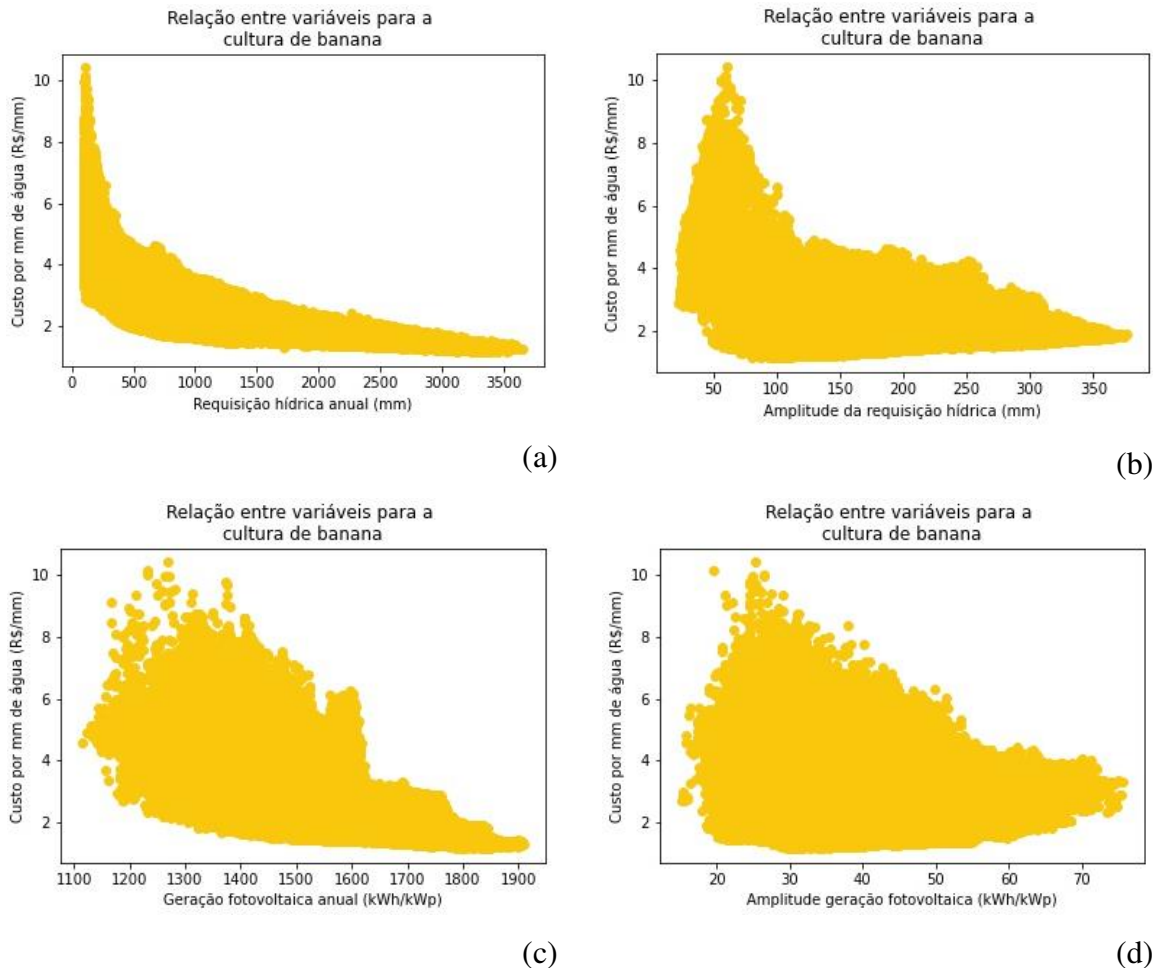 Relação entre variáveis para a
cultura de banana
Custo por mm de água (R$/mm)
10
8
6
4
2
0 500 1000 1500 2000 2500 3000 3500
Requisição hídrica anual (mm)
(a)
Relação entre variáveis para a
cultura de banana
Custo por mm de água (R$/mm)
10
8
6
4
2
50 100 150 200 250 300 350
Amplitude da requisição hídrica (mm)
(b)
Relação entre variáveis para a
cultura de banana
Custo por mm de água (R$/mm)
10
8
6
4
2
1100 1200 1300 1400 1500 1600 1700 1800 1900
Geração fotovoltaica anual (kWh/kWp)
(c)
Relação entre variáveis para a
cultura de banana
Custo por mm de água (R$/mm)
10
8
6
4
2
20 30 40 50 60 70
Amplitude geração fotovoltaica (kWh/kWp)
(d)